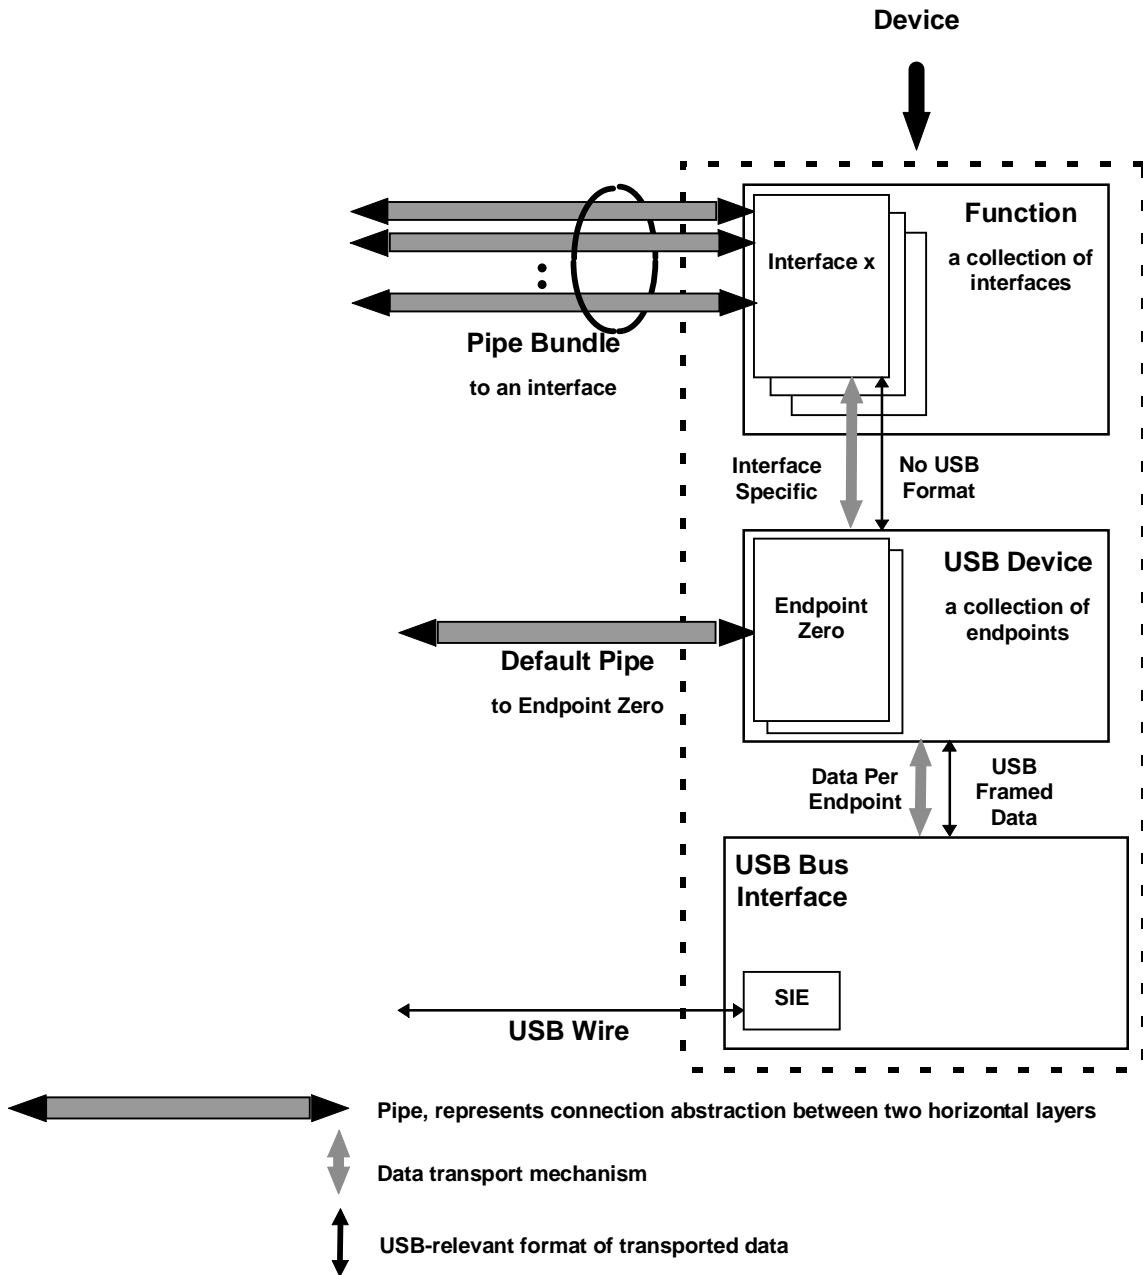 Device
Function
a collection of
interfaces
Interface x
Pipe Bundle
to an interface
Interface
Specific
No USB
Format
USB Device
a collection of
endpoints
Endpoint
Zero
Default Pipe
to Endpoint Zero
Data Per
Endpoint
USB
Framed
Data
USB Bus
Interface
SIE
USB Wire
Pipe, represents connection abstraction between two horizontal layers
Data transport mechanism
USB-relevant format of transported data